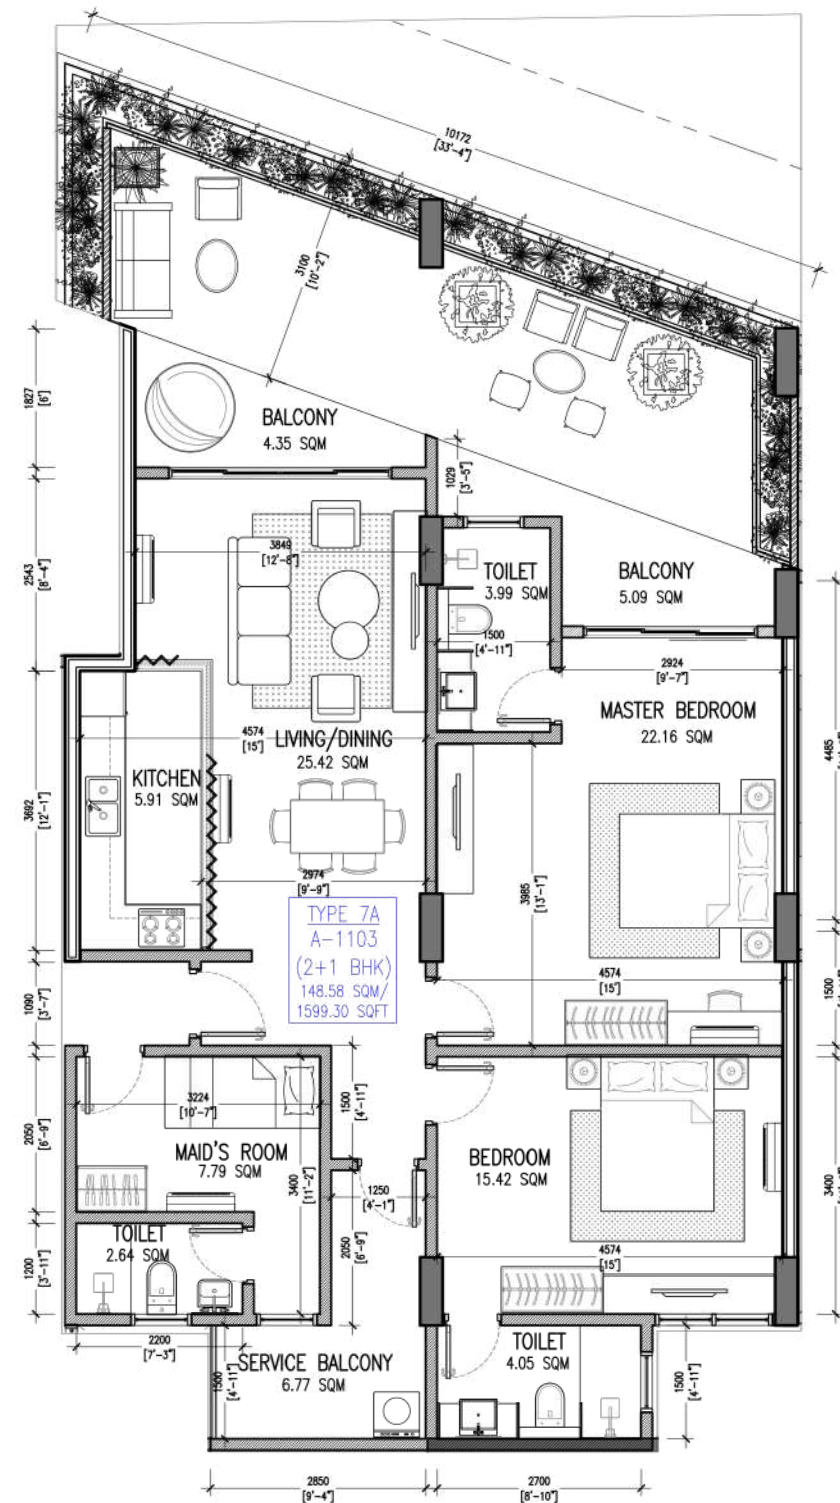 10172
[33'-4"]
3100
[10'-2"]
1827
[6']
BALCONY
4.35 SQM
1029
[3'-5"]
2543
[8'-4"]
3849
[12'-8"]
TOILET
3.99 SQM
BALCONY
5.09 SQM
1500
[4'-11"]
2924
[9'-7"]
4574
[15']
LIVING/DINING
25.42 SQM
MASTER BEDROOM
22.16 SQM
4485
KITCHEN
5.91 SQM
3692
[12'-1"]
2974
[9'-9"]
3985
[13'-1"]
TYPE 7A
A-1103
(2+1 BHK)
148.58 SQM/
1599.30 SQFT
4574
[15']
1090
[3'-7"]
1500
3224
[10'-7"]
1500
[4'-11"]
2050
[6'-9"]
MAID'S ROOM
7.79 SQM
3400
[11'-2"]
1250
[4'-1"]
BEDROOM
15.42 SQM
3400
TOILET
2.64 SQM
1200
[3'-11"]
2050
[6'-9"]
4574
[15']
2200
[7'-3"]
SERVICE BALCONY
6.77 SQM
1500
[4'-11"]
TOILET
4.05 SQM
1500
[4'-11"]
2850
[9'-4"]
2700
[8'-10"]